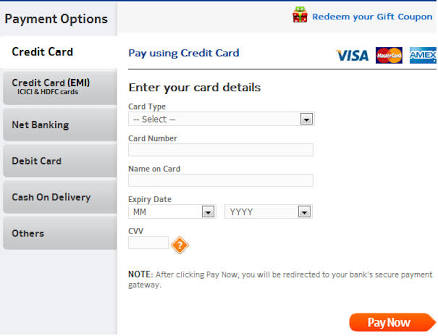 Payment Options
Redeem your Gift Coupon
Credit Card
Pay using Credit Card
VISA
MasterCard
AMEX
Credit Card (EMI)
ICICI & HDFC cards
Net Banking
Debit Card
Cash On Delivery
Others
Enter your card details
Card Type
-- Select --
Card Number
Name on Card
Expiry Date
MM
YYYY
CVV
?
NOTE: After clicking Pay Now, you will be redirected to your bank's secure payment
gateway.
Pay Now